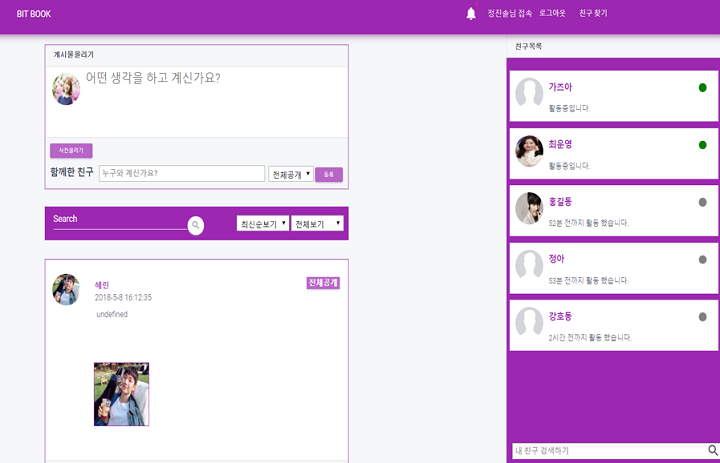 BIT BOOK
정진솔님 접속 로그아웃 친구 찾기
게시물올리기
어떤 생각을 하고 계신가요?
사진올리기
함께한 친구 누구와 계신가요? 전체공개 등록
Search
최신순보기 전체보기
혜린
전체공개
2018-5-8 16:12:35
undefined
친구목록
가즈아
활동중입니다.
최운영
활동중입니다.
홍길동
52분 전까지 활동 했습니다.
정아
53분 전까지 활동 했습니다.
강호동
2시간 전까지 활동 했습니다.
내 친구 검색하기